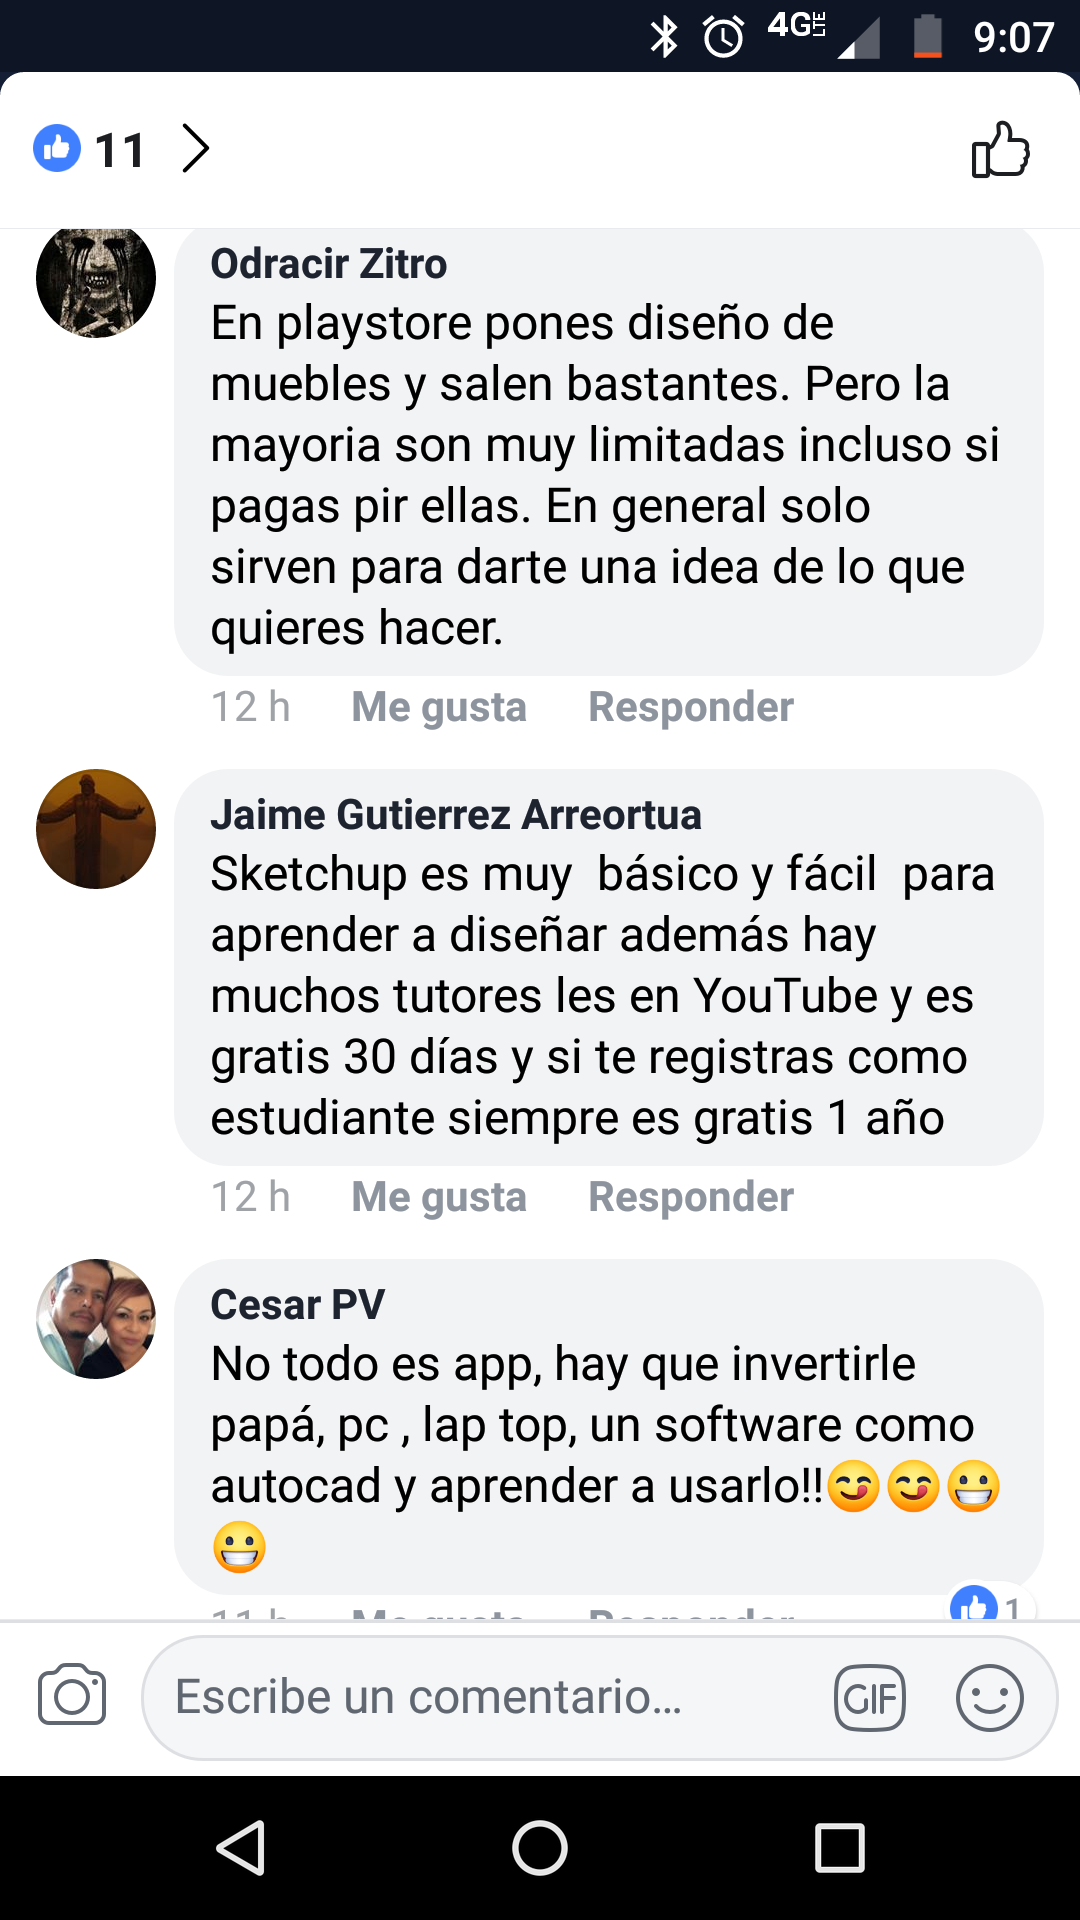 4G LTE 9:07
11
Odracir Zitro
En playstore pones diseño de
muebles y salen bastantes. Pero la
mayoria son muy limitadas incluso si
pagas pir ellas. En general solo
sirven para darte una idea de lo que
quieres hacer.
12 h Me gusta Responder
Jaime Gutierrez Arreortua
Sketchup es muy  básico y fácil  para
aprender a diseñar además hay
muchos tutores les en YouTube y es
gratis 30 días y si te registras como
estudiante siempre es gratis 1 año
12 h Me gusta Responder
Cesar PV
No todo es app, hay que invertirle
papá, pc , lap top, un software como
autocad y aprender a usarlo!!😋😋😀
😀
11 h Me gusta Responder 1
Escribe un comentario... GIF